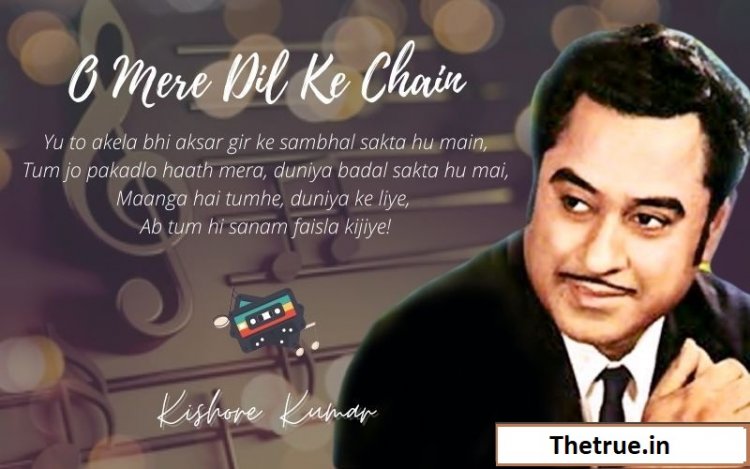 O Mere Dil Ke Chain
Yu to akela bhi aksar gir ke sambhal sakta hu main,
Tum jo pakadlo haath mera, duniya badal sakta hu mai,
Maanga hai tumhe, duniya ke liye,
Ab tum hi sanam faisla kijiye!
Kishore Kumar
Thetrue.in